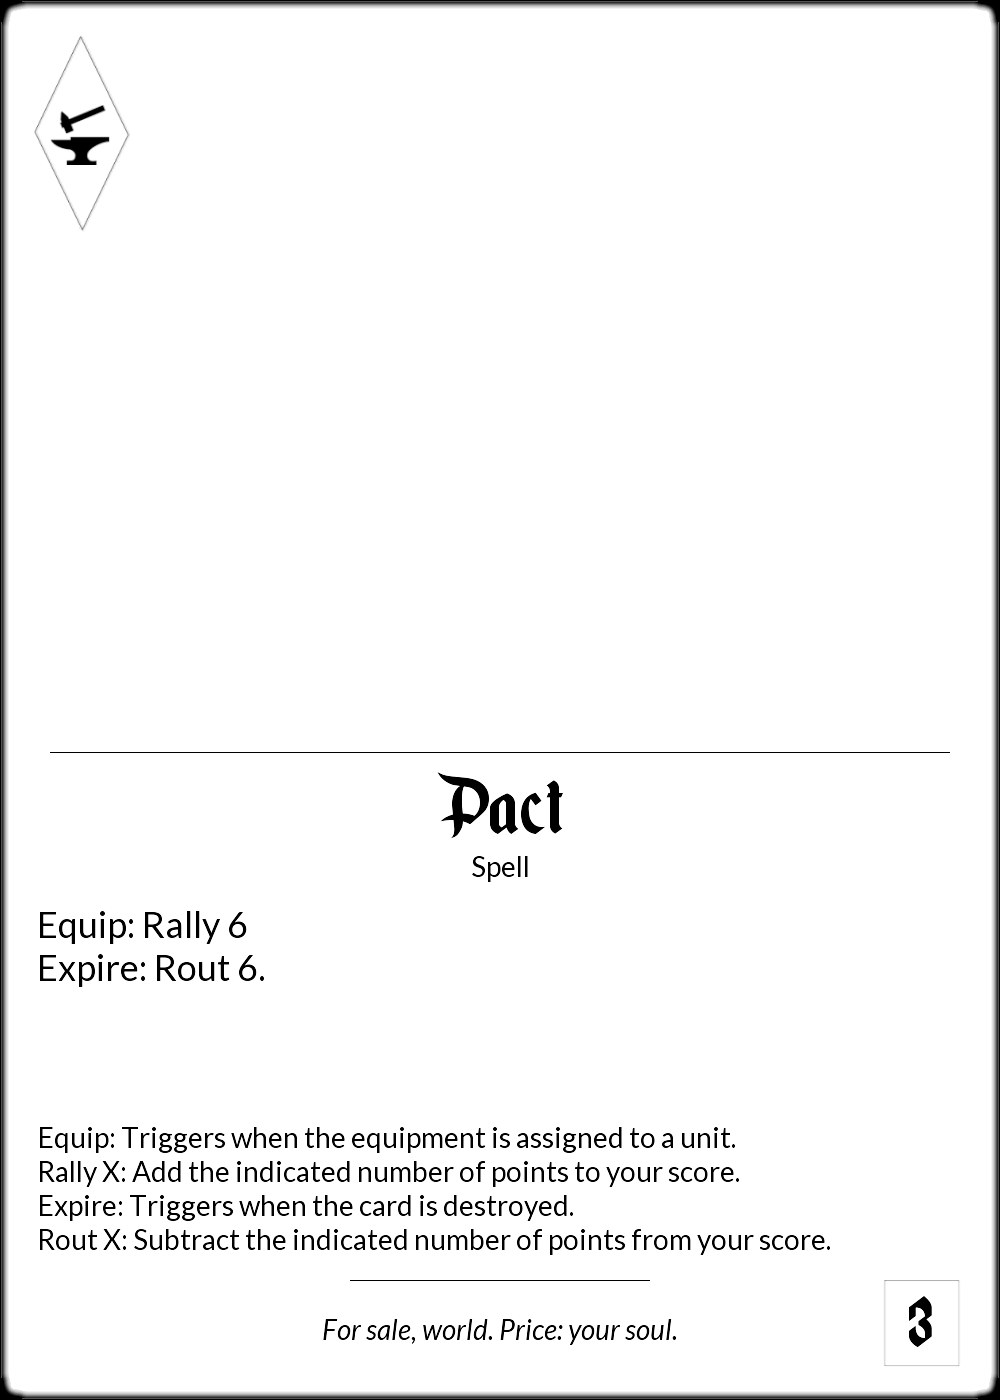 Pact
Spell
Equip: Rally 6
Expire: Rout 6.
Equip: Triggers when the equipment is assigned to a unit.
Rally X: Add the indicated number of points to your score.
Expire: Triggers when the card is destroyed.
Rout X: Subtract the indicated number of points from your score.
For sale, world. Price: your soul.
3